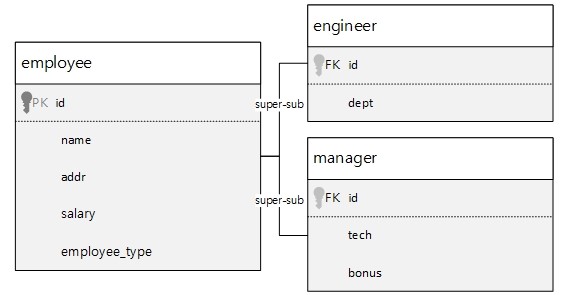 employee
PK id
name
addr
salary
employee_type
super-sub
super-sub
engineer
FK id
dept
manager
FK id
tech
bonus